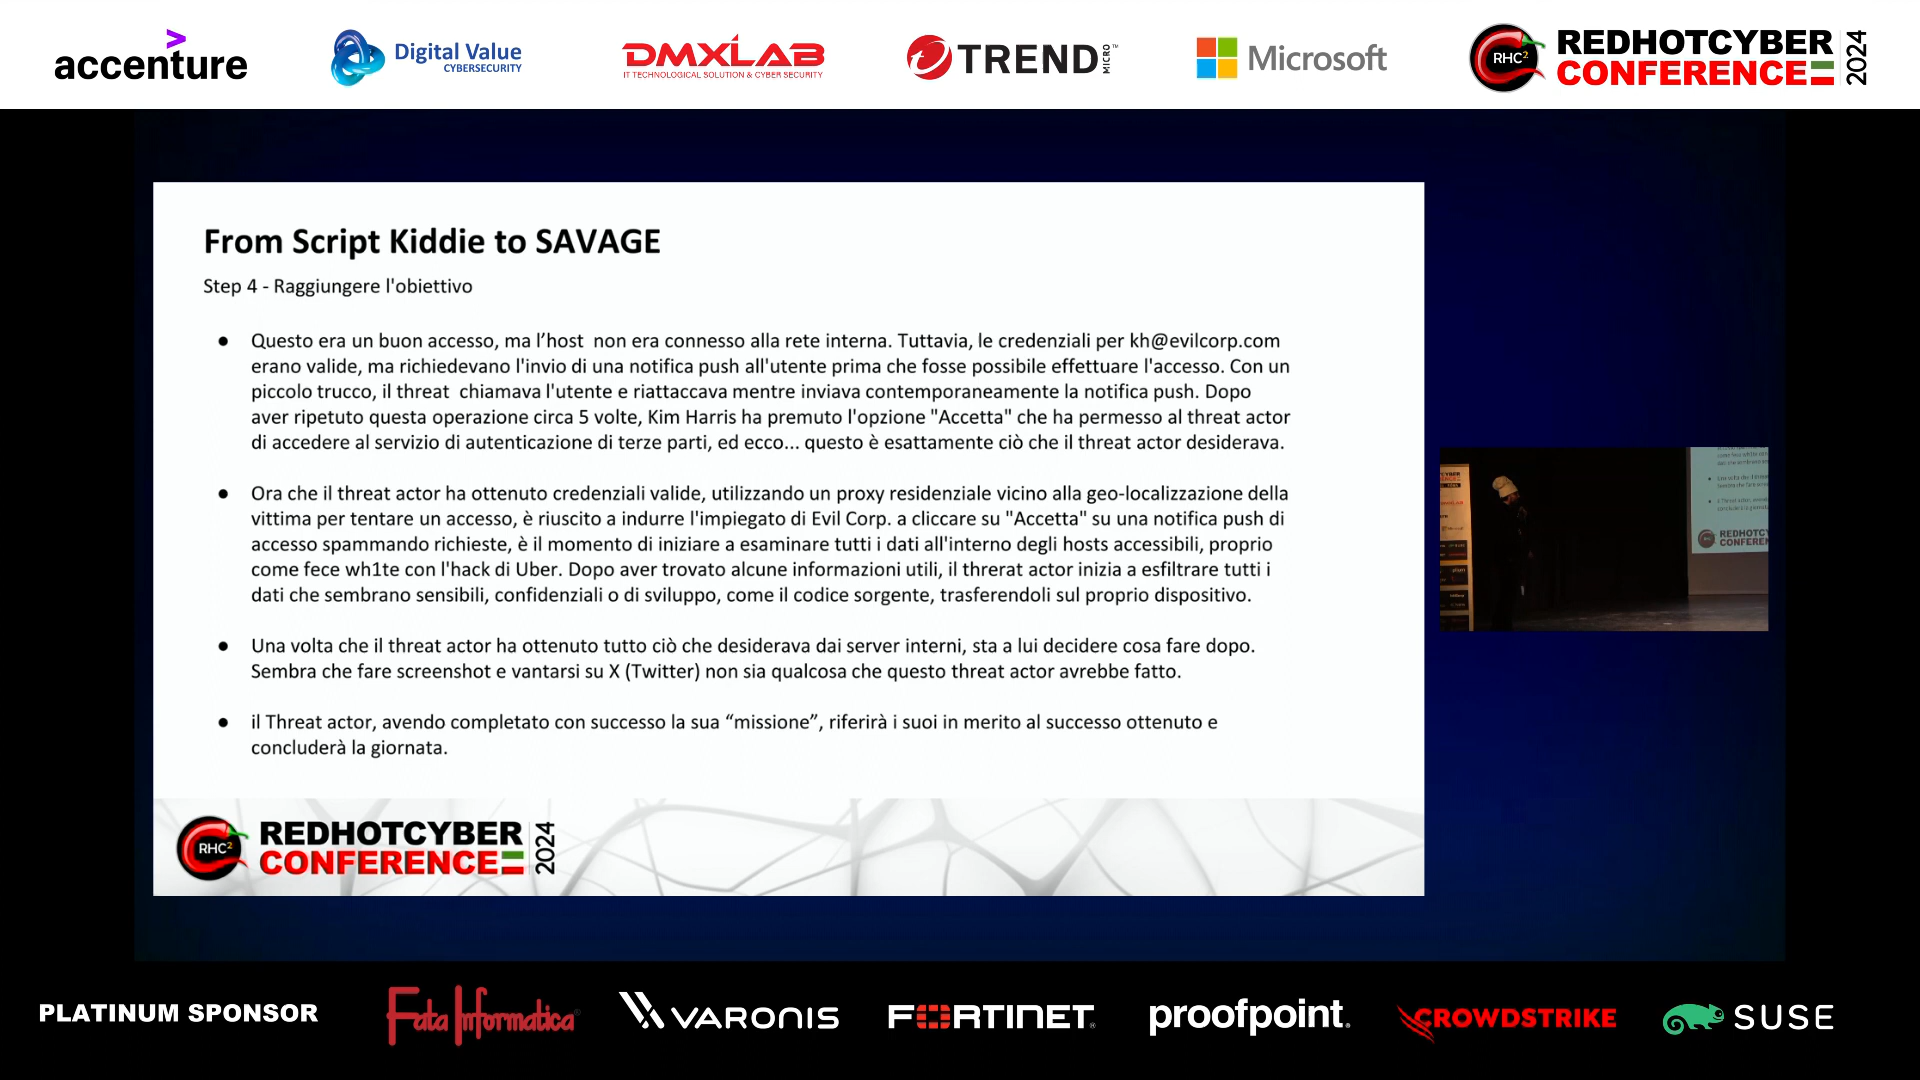 accenture
Digital Value
CYBERSECURITY
DMXLAB
IT TECHNOLOGICAL SOLUTION & CYBER SECURITY
TREND MICRO™
Microsoft
RHC²
REDHOTCYBER
CONFERENCE
2024
From Script Kiddie to SAVAGE
Step 4 - Raggiungere l'obiettivo
● Questo era un buon accesso, ma l’host non era connesso alla rete interna. Tuttavia, le credenziali per kh@evilcorp.com
erano valide, ma richiedevano l'invio di una notifica push all'utente prima che fosse possibile effettuare l'accesso. Con un
piccolo trucco, il threat chiamava l'utente e riattaccava mentre inviava contemporaneamente la notifica push. Dopo
aver ripetuto questa operazione circa 5 volte, Kim Harris ha premuto l'opzione "Accetta" che ha permesso al threat actor
di accedere al servizio di autenticazione di terze parti, ed ecco... questo è esattamente ciò che il threat actor desiderava.
● Ora che il threat actor ha ottenuto credenziali valide, utilizzando un proxy residenziale vicino alla geo-localizzazione della
vittima per tentare un accesso, è riuscito a indurre l'impiegato di Evil Corp. a cliccare su "Accetta" su una notifica push di
accesso spammando richieste, è il momento di iniziare a esaminare tutti i dati all'interno degli hosts accessibili, proprio
come fece wh1te con l'hack di Uber. Dopo aver trovato alcune informazioni utili, il threrat actor inizia a esfiltrare tutti i
dati che sembrano sensibili, confidenziali o di sviluppo, come il codice sorgente, trasferendoli sul proprio dispositivo.
● Una volta che il threat actor ha ottenuto tutto ciò che desiderava dai server interni, sta a lui decidere cosa fare dopo.
Sembra che fare screenshot e vantarsi su X (Twitter) non sia qualcosa che questo threat actor avrebbe fatto.
● il Threat actor, avendo completato con successo la sua “missione”, riferirà i suoi in merito al successo ottenuto e
concluderà la giornata.
RHC²
REDHOTCYBER
CONFERENCE
2024
REDHOTCY
CONFEREN
PLATINUM SPONSOR
Fata Informatica
VARONIS
FORTINET®
proofpoint.
CROWDSTRIKE
SUSE